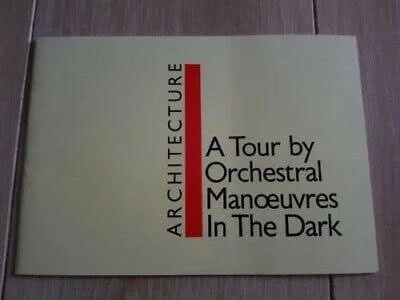 ARCHITECTURE
A Tour by
Orchestral
Manœuvres
In The Dark